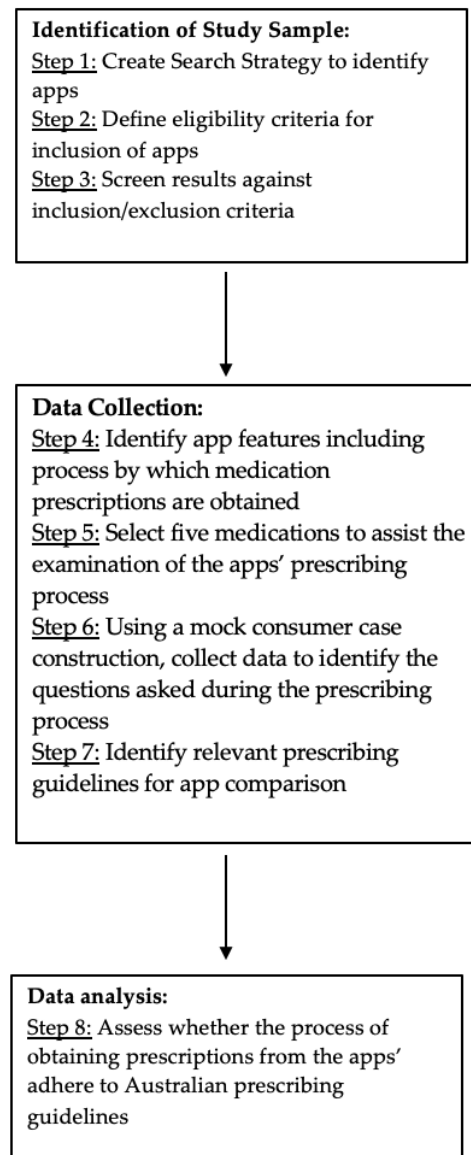 Identification of Study Sample:
Step 1: Create Search Strategy to identify
apps
Step 2: Define eligibility criteria for
inclusion of apps
Step 3: Screen results against
inclusion/exclusion criteria
Data Collection:
Step 4: Identify app features including
process by which medication
prescriptions are obtained
Step 5: Select five medications to assist the
examination of the apps’ prescribing
process
Step 6: Using a mock consumer case
construction, collect data to identify the
questions asked during the prescribing
process
Step 7: Identify relevant prescribing
guidelines for app comparison
Data analysis:
Step 8: Assess whether the process of
obtaining prescriptions from the apps’
adhere to Australian prescribing
guidelines